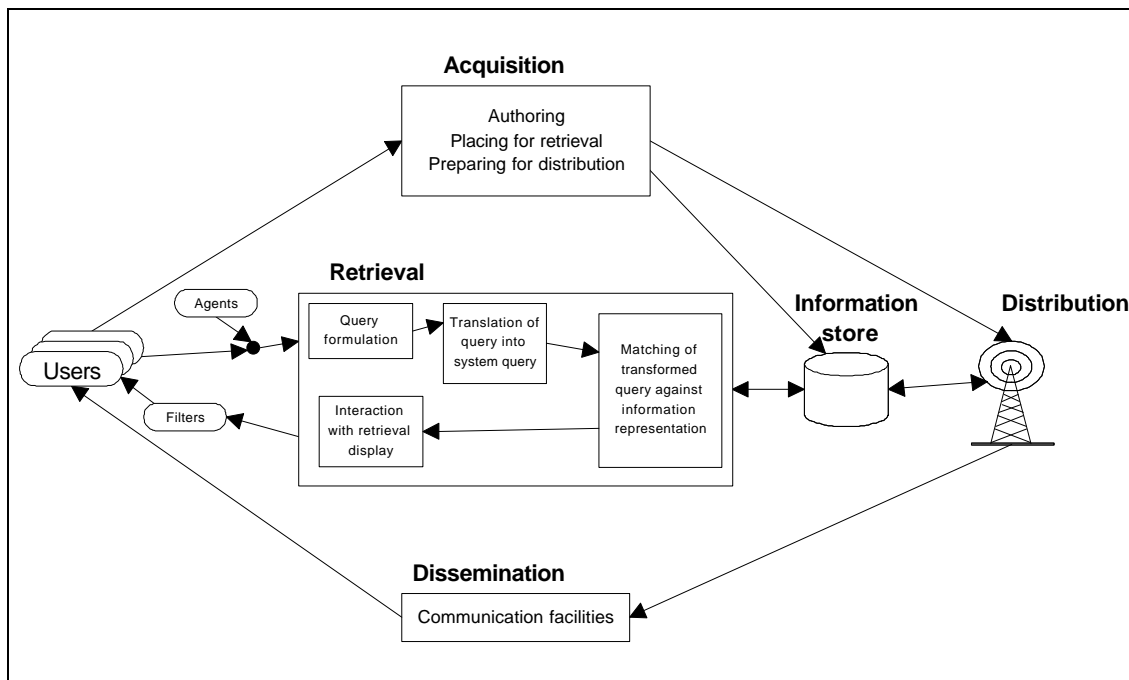 Acquisition
Authoring
Placing for retrieval
Preparing for distribution
Retrieval
Agents
Query
formulation
Translation of
query into
system query
Matching of
transformed
query against
information
representation
Information
store
Distribution
Users
Filters
Interaction
with retrieval
display
Dissemination
Communication facilities